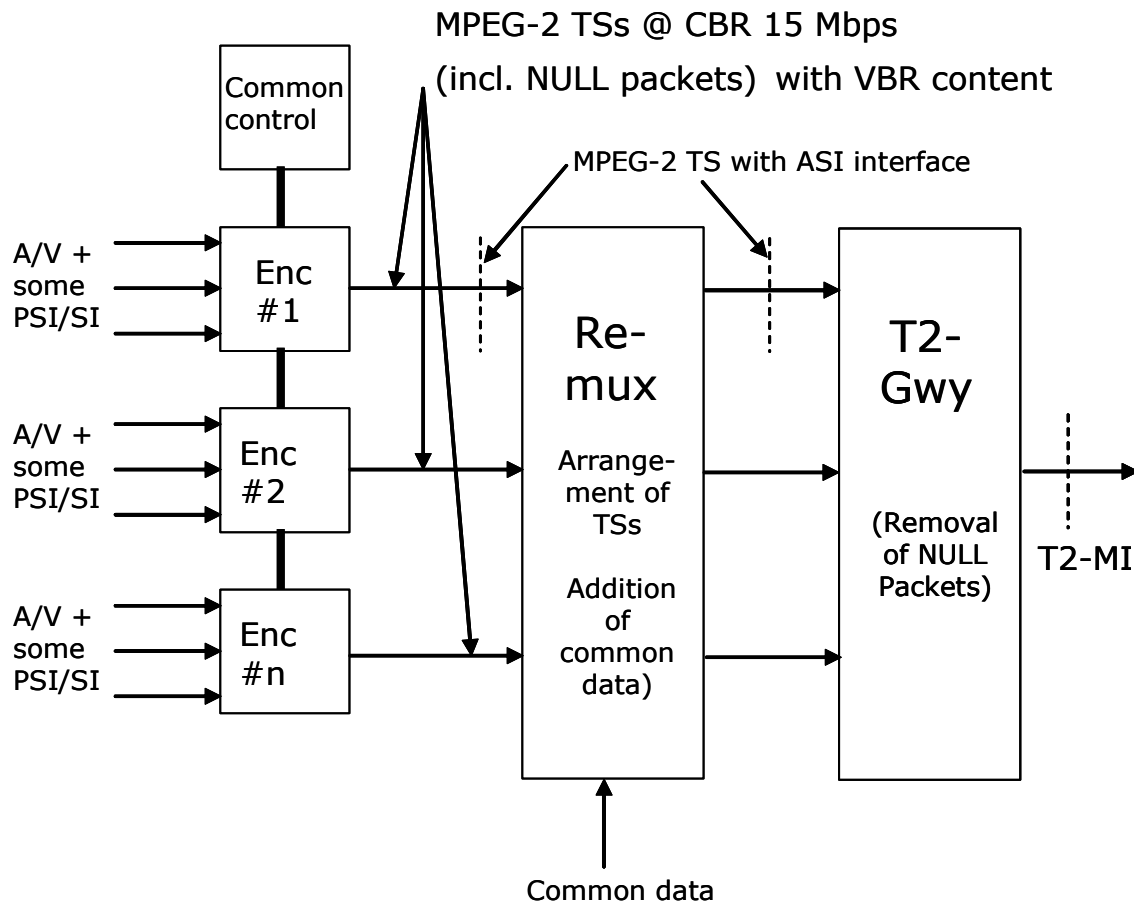 MPEG-2 TSs @ CBR 15 Mbps
(incl. NULL packets) with VBR content
Common
control
MPEG-2 TS with ASI interface
A/V +
some
PSI/SI
Enc
#1
Re-
mux
T2-
Gwy
A/V +
some
PSI/SI
Enc
#2
Arrange-
ment of
TSs
(Removal
of NULL
Packets)
T2-MI
A/V +
some
PSI/SI
Enc
#n
Addition
of
common
data)
Common data